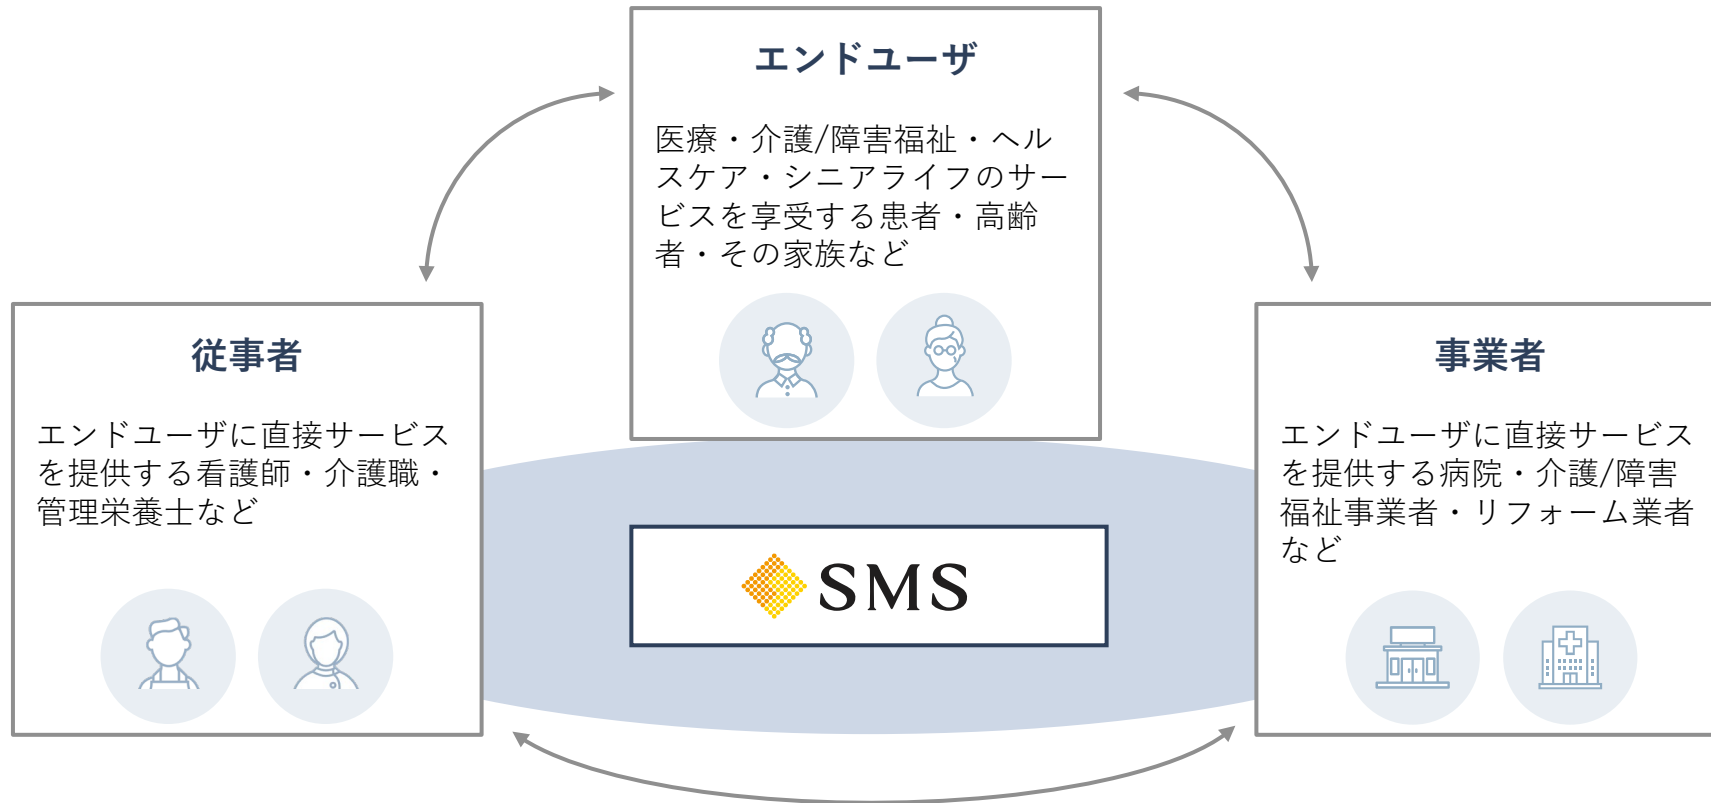 エンドユーザ
医療・介護/障害福祉・ヘル
スケア・シニアライフのサー
ビスを享受する患者・高齢
者・その家族など
従事者
エンドユーザに直接サービス
を提供する看護師・介護職・
管理栄養士など
事業者
エンドユーザに直接サービス
を提供する病院・介護/障害
福祉事業者・リフォーム業者
など
SMS